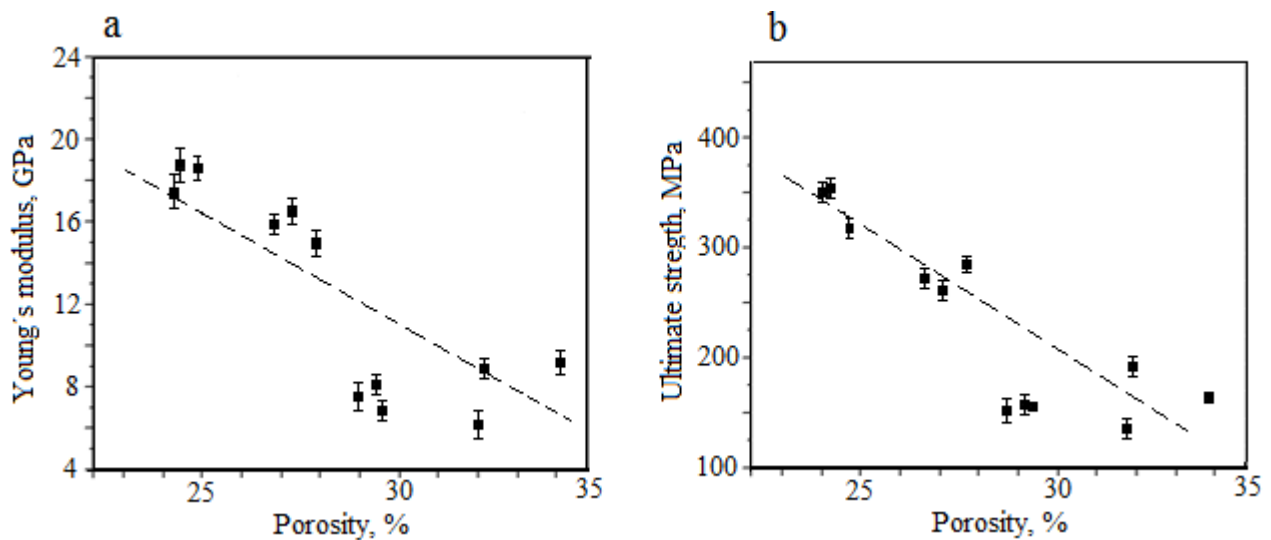 a
24
20
16
12
8
4
25
30
35
Young´s modulus, GPa
Porosity, %
b
400
300
200
100
25
30
35
Ultimate stregth, MPa
Porosity, %